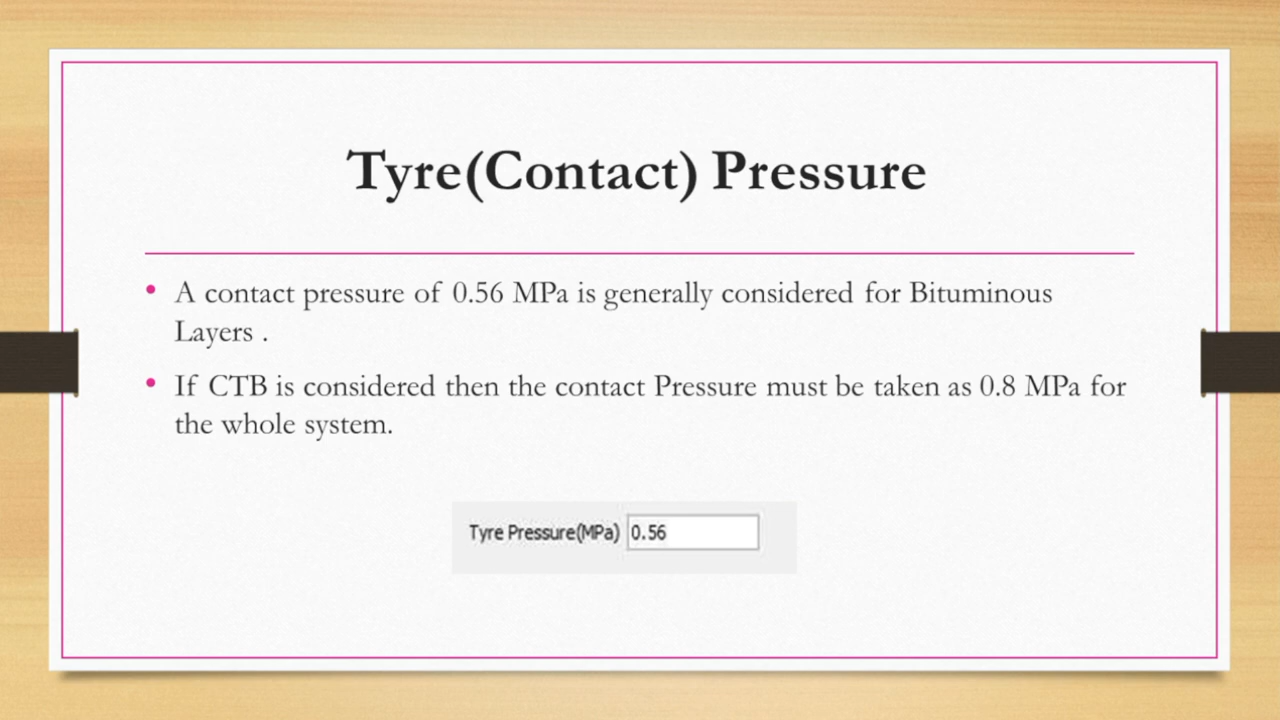 Tyre(Contact) Pressure
• A contact pressure of 0.56 MPa is generally considered for Bituminous
Layers .
• If CTB is considered then the contact Pressure must be taken as 0.8 MPa for
the whole system.
Tyre Pressure(MPa) 0.56